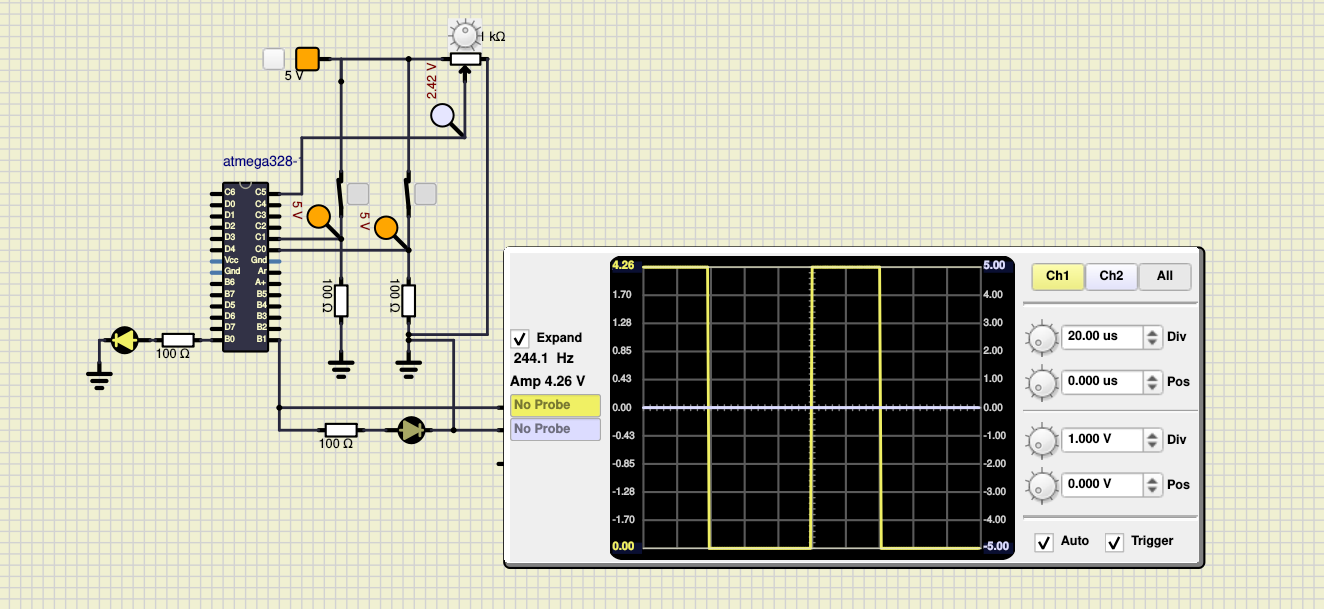 1 kΩ
5 V
2.42 V
atmega328-
C6 C5
D0 C4
D1 C3
D2 C2
D3 C1
D4 C0
Vcc Gnd
Gnd Ar
B6 A+
B7 B5
D5 B4
D6 B3
D7 B2
B0 B1
5 V
5 V
100 Ω
100 Ω
100 Ω
100 Ω
Expand
244.1 Hz
Amp 4.26 V
No Probe
No Probe
4.26 5.00
1.70 4.00
1.28 3.00
0.85 2.00
0.43 1.00
0.00 0.00
-0.43 -1.00
-0.85 -2.00
-1.28 -3.00
-1.70 -4.00
0.00 -5.00
Ch1 Ch2 All
20.00 us Div
0.000 us Pos
1.000 V Div
0.000 V Pos
Auto Trigger